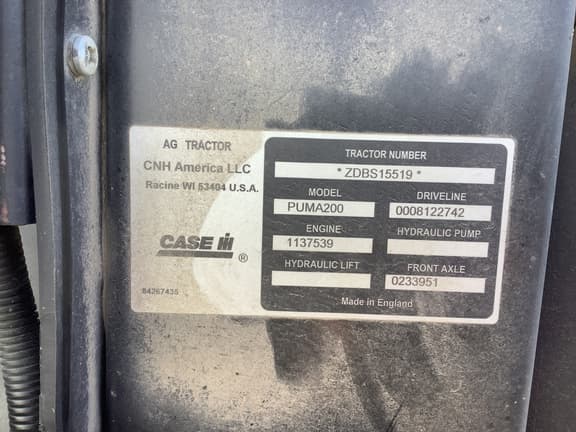 AG TRACTOR
CNH America LLC
Racine WI 53404 U.S.A.
CASE IH ®
84267435
TRACTOR NUMBER
* ZDBS15519 *
MODEL DRIVELINE
PUMA200 0008122742
ENGINE HYDRAULIC PUMP
1137539
HYDRAULIC LIFT FRONT AXLE
0233951
Made in England